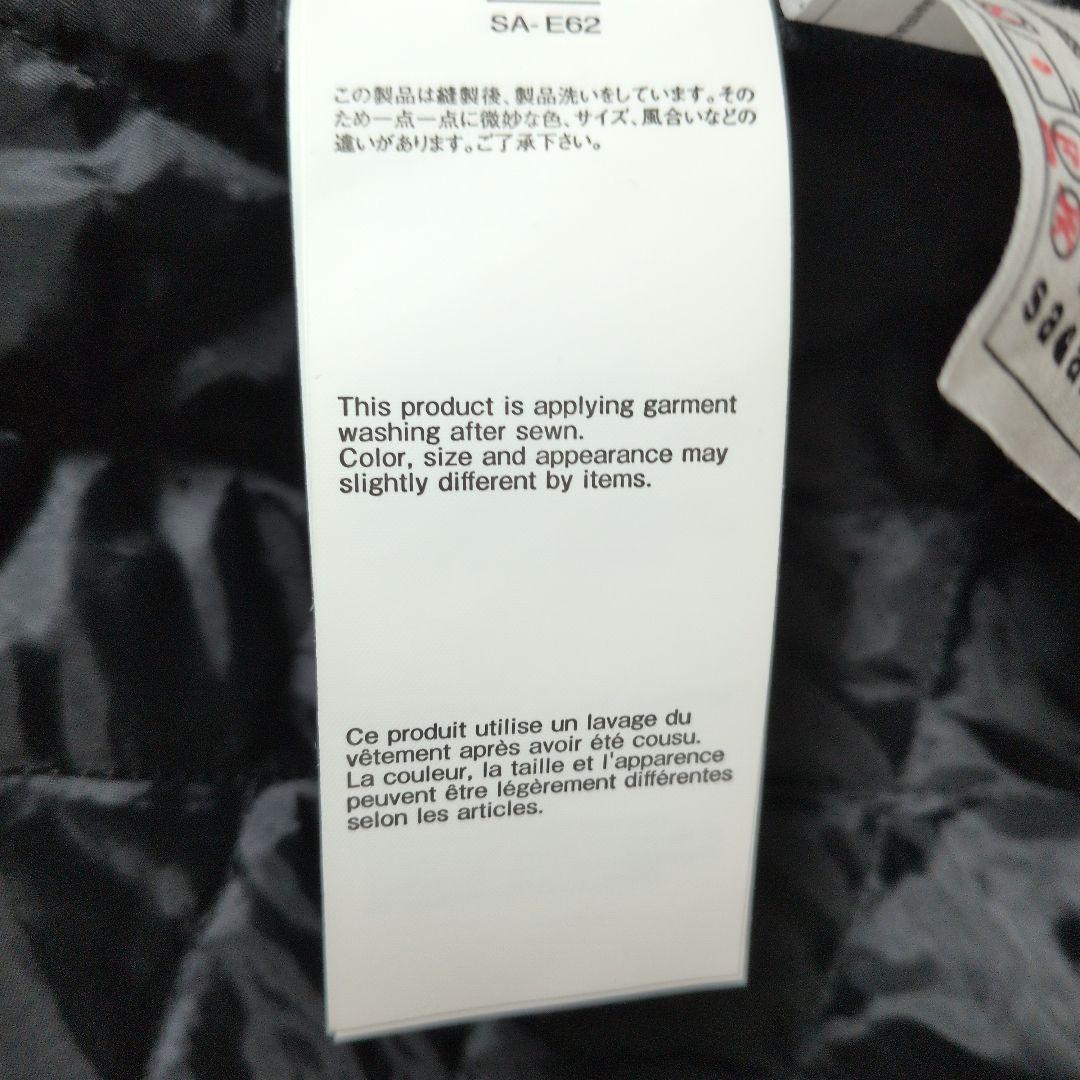 SA-E62
この製品は縫製後、製品洗いをしています。その
ため一点一点に微妙な色、サイズ、風合いなどの
違いがあります。ご了承下さい。
This product is applying garment
washing after sewn.
Color, size and appearance may
slightly different by items.
Ce produit utilise un lavage du
vêtement après avoir été cousu.
La couleur, la taille et l'apparence
peuvent être légèrement différentes
selon les articles.